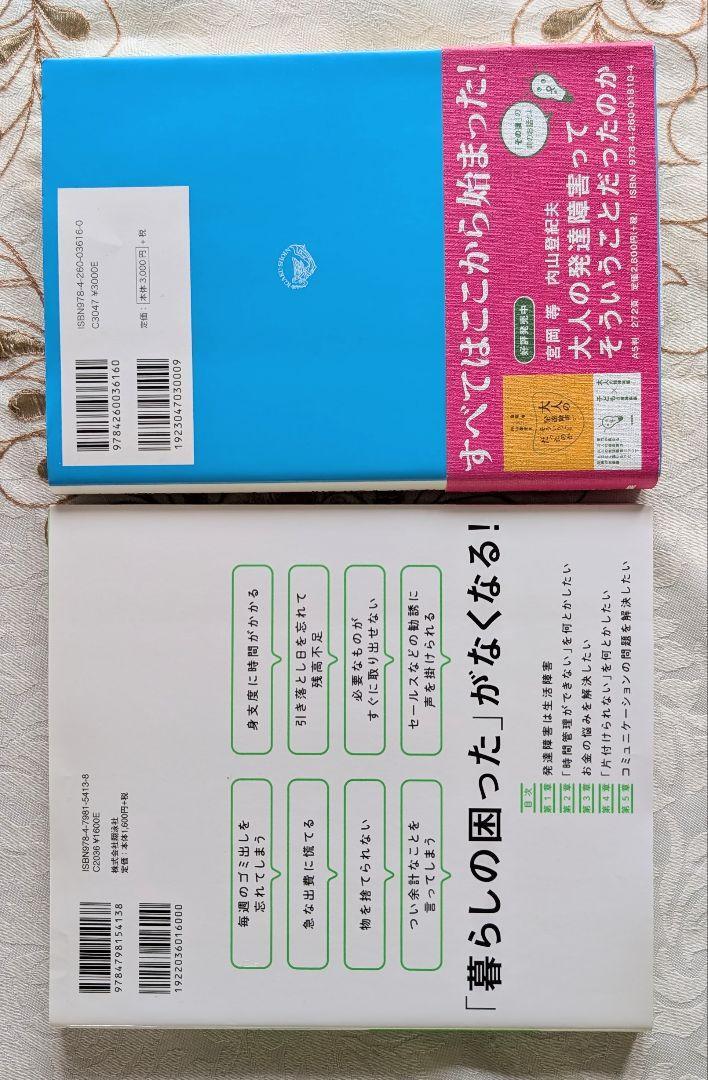 ISBN978-4-260-03616-0
C3047 ¥3000E
定価: 本体3,000円 +税
9784260036160
1923047030009
すべてはここから始まった!
好評発売中
宮岡 等 内山登紀夫
大人の発達障害って
そういうことだったのか
A5判 272頁 定価2,800円(+税) ISBN/978-4-260-01810-4
大人の
ISBN978-4-7981-5413-8
C2036 ¥1600E
株式会社翔泳社
定価:本体1,600円+税
9784798154138
1922036016000
毎週のゴミ出しを
忘れてしまう
身支度に時間がかかる
急な出費に慌てる
引き落とし日を忘れて
残高不足
物を捨てられない
必要なものが
すぐに取り出せない
つい余計なことを
言ってしまう
セールスなどの勧誘に
声を掛けられる
「暮らしの困った」がなくなる!
目次
第1章 発達障害は生活障害
第2章 「時間管理ができない」を何とかしたい
第3章 お金の悩みを解決したい
第4章 「片付けられない」を何とかしたい
第5章 コミュニケーションの問題を解決したい